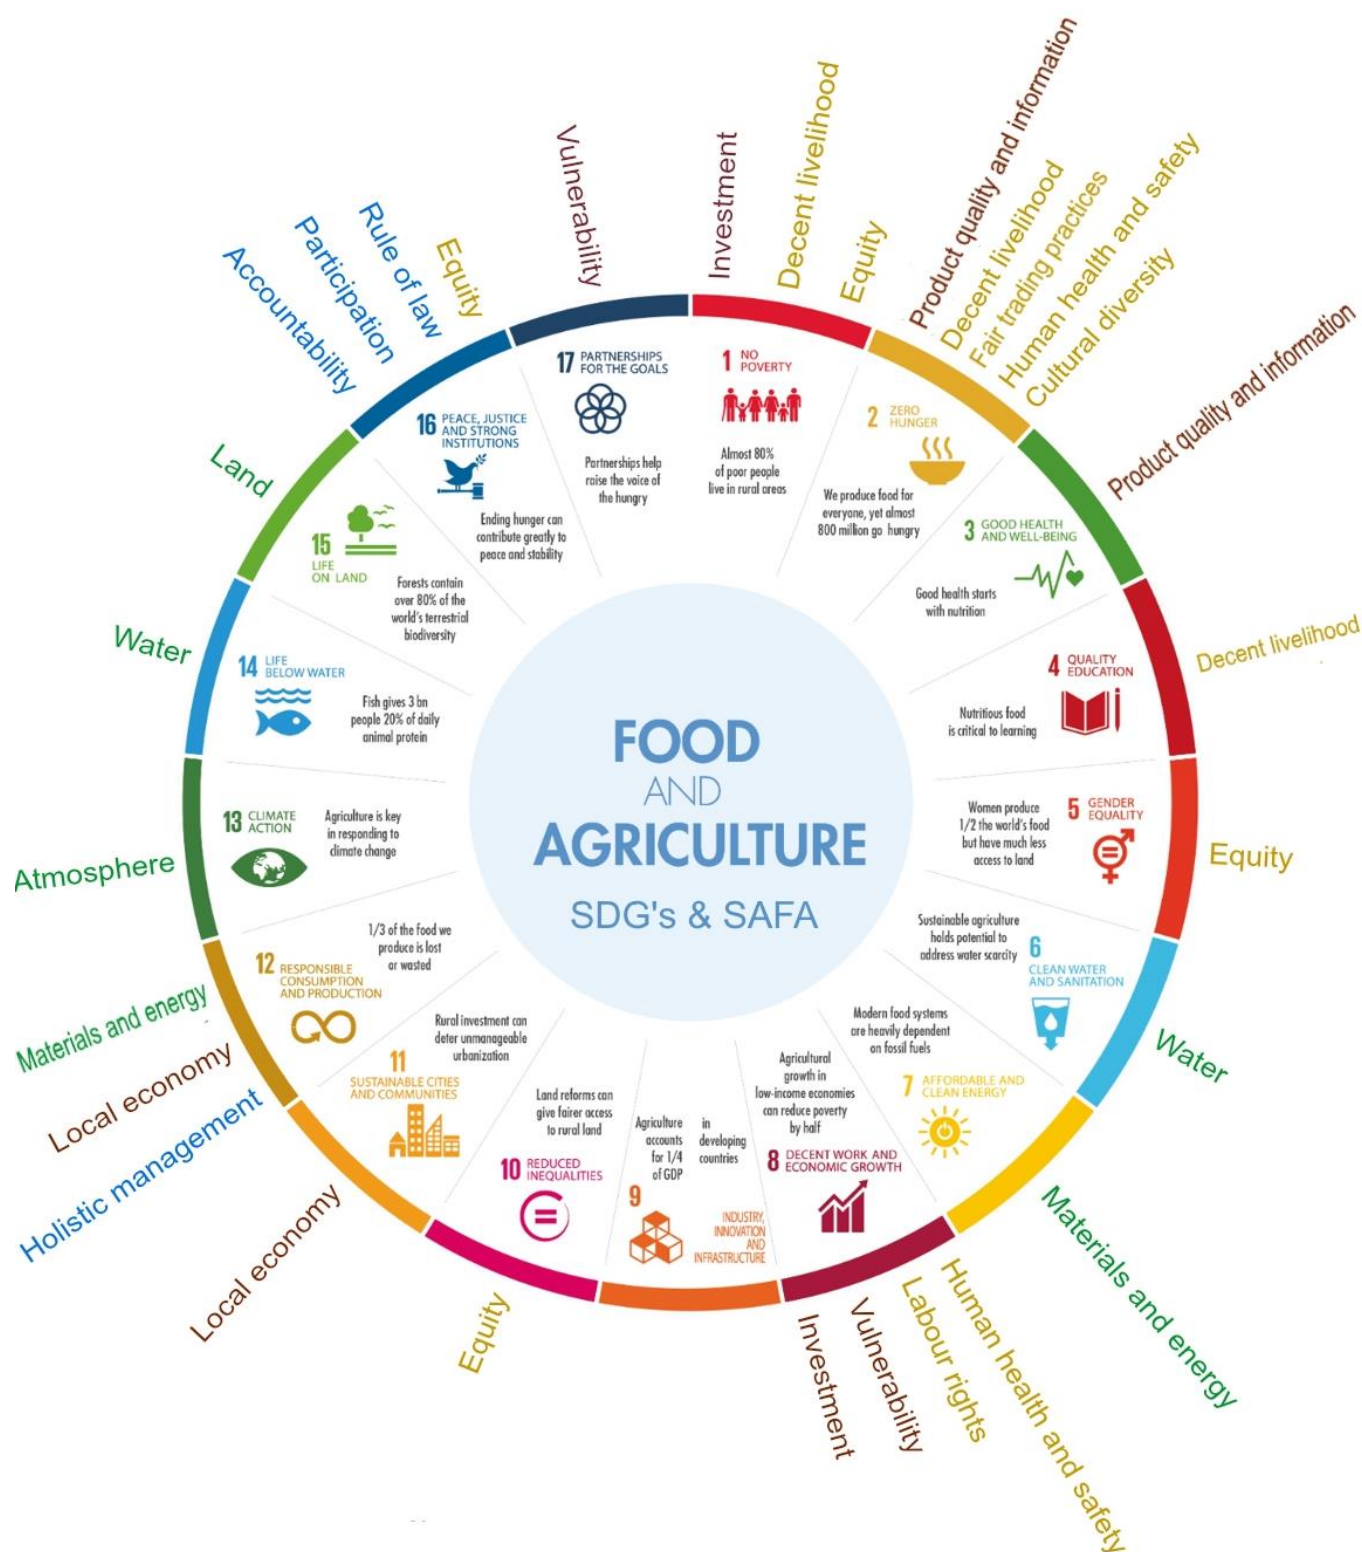 FOOD
AND
AGRICULTURE
SDG's & SAFA
1 NO
POVERTY
Almost 80%
of poor people
live in rural areas
Investment
Decent livelihood
Equity
2 ZERO
HUNGER
We produce food for
everyone, yet almost
800 million go hungry
Product quality and information
Decent livelihood
Fair trading practices
Human health and safety
Cultural diversity
3 GOOD HEALTH
AND WELL-BEING
Good health starts
with nutrition
Product quality and information
4 QUALITY
EDUCATION
Nutritious food
is critical to learning
Decent livelihood
5 GENDER
EQUALITY
Women produce
1/2 the world's food
but have much less
access to land
Equity
6
CLEAN WATER
AND SANITATION
Sustainable agriculture
holds potential to
address water scarcity
Water
7 AFFORDABLE AND
CLEAN ENERGY
Modern food systems
are heavily dependent
on fossil fuels
Materials and energy
8 DECENT WORK AND
ECONOMIC GROWTH
Agricultural
growth in
low-income economies
can reduce poverty
by half
Human health and safety
Labour rights
Vulnerability
Investment
9
INDUSTRY,
INNOVATION
AND
INFRASTRUCTURE
Agriculture
accounts
for 1/4
of GDP
in
developing
countries
10 REDUCED
INEQUALITIES
Land reforms can
give fairer access
to rural land
Equity
11
SUSTAINABLE CITIES
AND COMMUNITIES
Rural investment can
deter unmanageable
urbanization
Local economy
12 RESPONSIBLE
CONSUMPTION
AND PRODUCTION
1/3 of the food we
produce is lost
or wasted
Materials and energy
Local economy
Holistic management
13 CLIMATE
ACTION
Agriculture is key
in responding to
climate change
Atmosphere
14 LIFE
BELOW WATER
Fish gives 3 bn
people 20% of daily
animal protein
Water
15
LIFE
ON LAND
Forests contain
over 80% of the
world's terrestrial
biodiversity
Land
16 PEACE, JUSTICE
AND STRONG
INSTITUTIONS
Ending hunger can
contribute greatly to
peace and stability
Accountability
Participation
Rule of law
Equity
17 PARTNERSHIPS
FOR THE GOALS
Partnerships help
raise the voice of
the hungry
Vulnerability